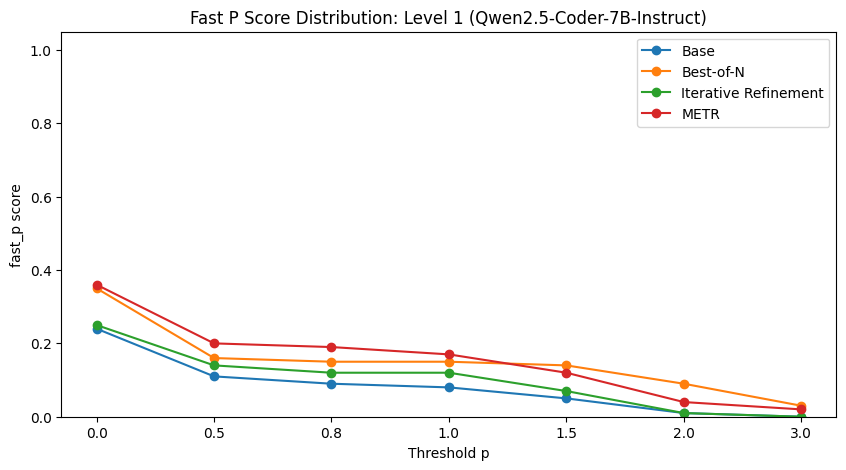 Fast P Score Distribution: Level 1 (Qwen2.5-Coder-7B-Instruct)
Base
Best-of-N
Iterative Refinement
METR
1.0
0.8
0.6
0.4
0.2
0.0
fast_p score
0.0 0.5 0.8 1.0 1.5 2.0 3.0
Threshold p